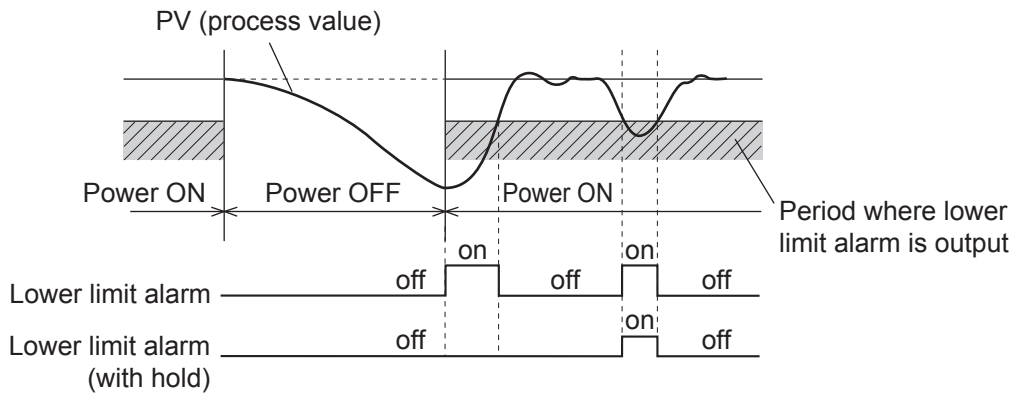 PV (process value)
Power ON
Power OFF
Power ON
Period where lower
limit alarm is output
on
on
Lower limit alarm
off
off
off
on
Lower limit alarm
(with hold)
off
off